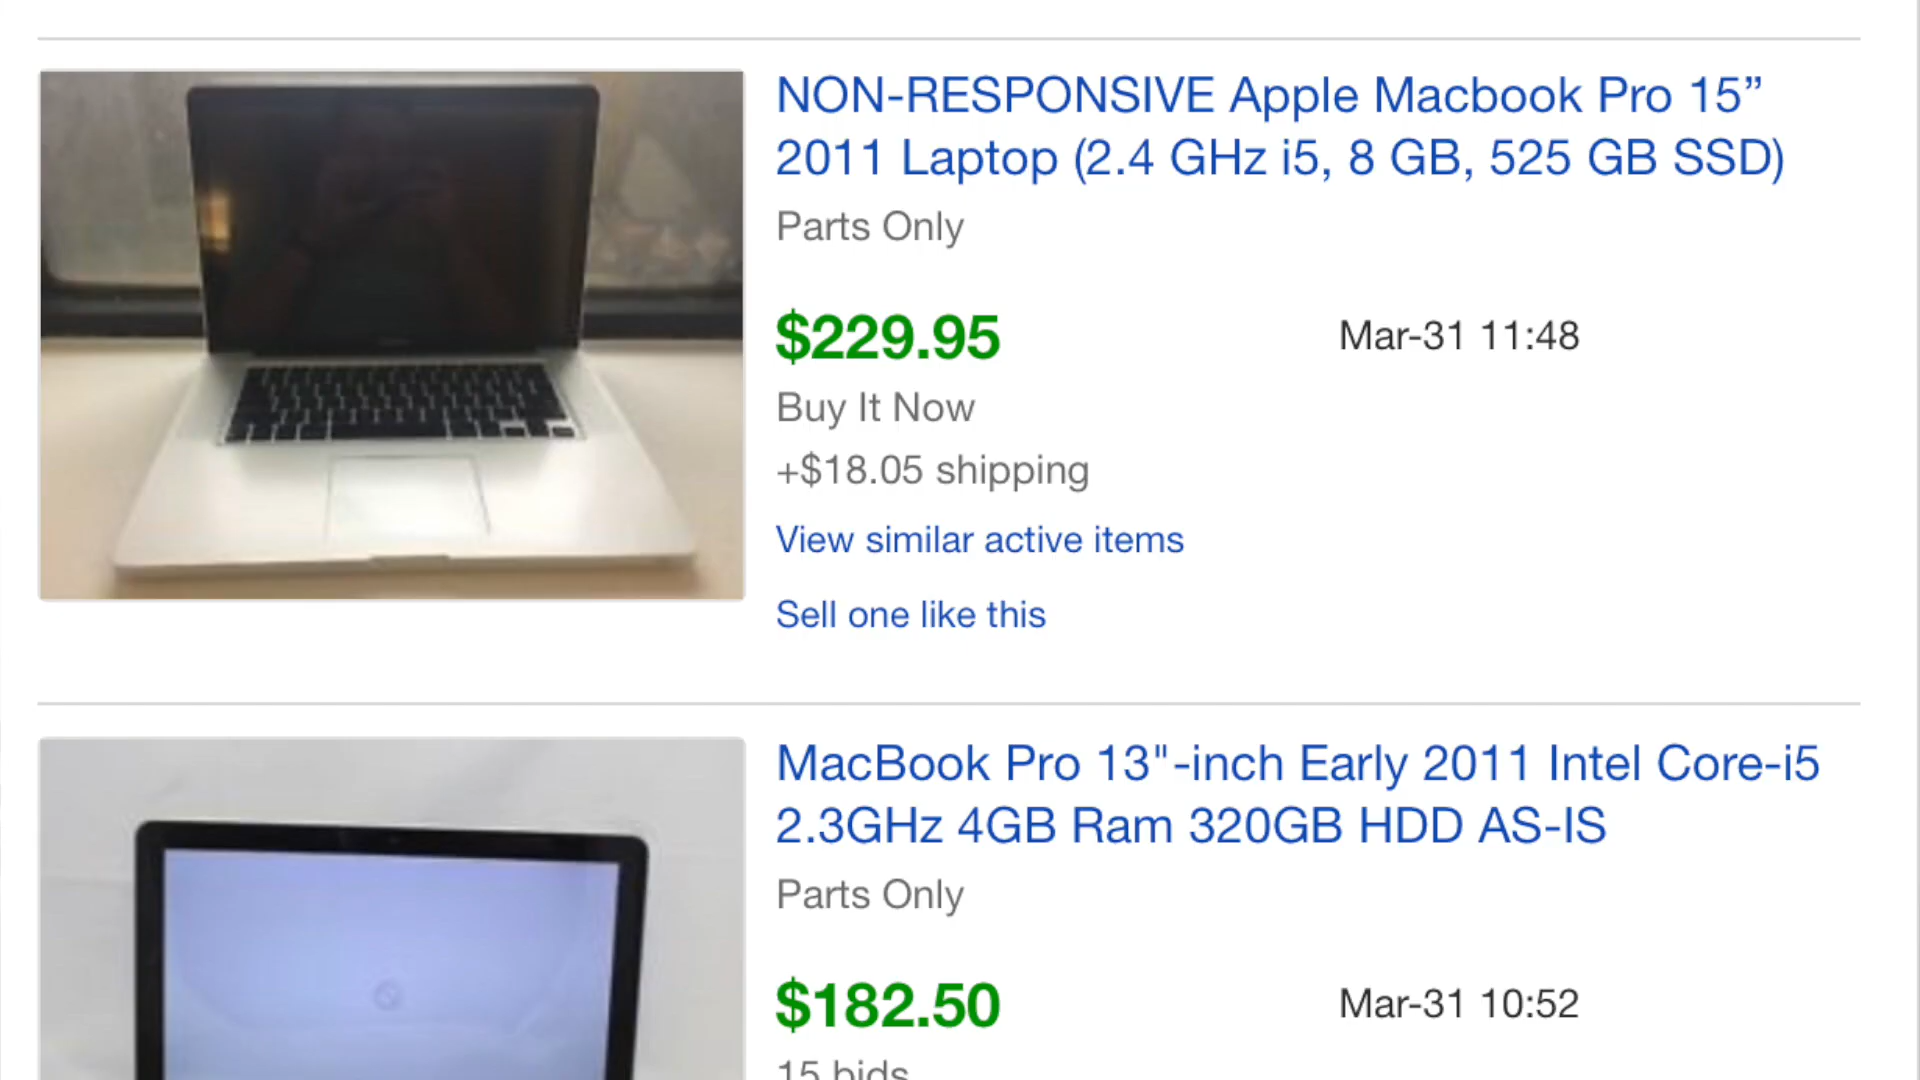 NON-RESPONSIVE Apple Macbook Pro 15”
2011 Laptop (2.4 GHz i5, 8 GB, 525 GB SSD)
Parts Only
$229.95
Mar-31 11:48
Buy It Now
+$18.05 shipping
View similar active items
Sell one like this
MacBook Pro 13"-inch Early 2011 Intel Core-i5
2.3GHz 4GB Ram 320GB HDD AS-IS
Parts Only
$182.50
Mar-31 10:52
15 bids